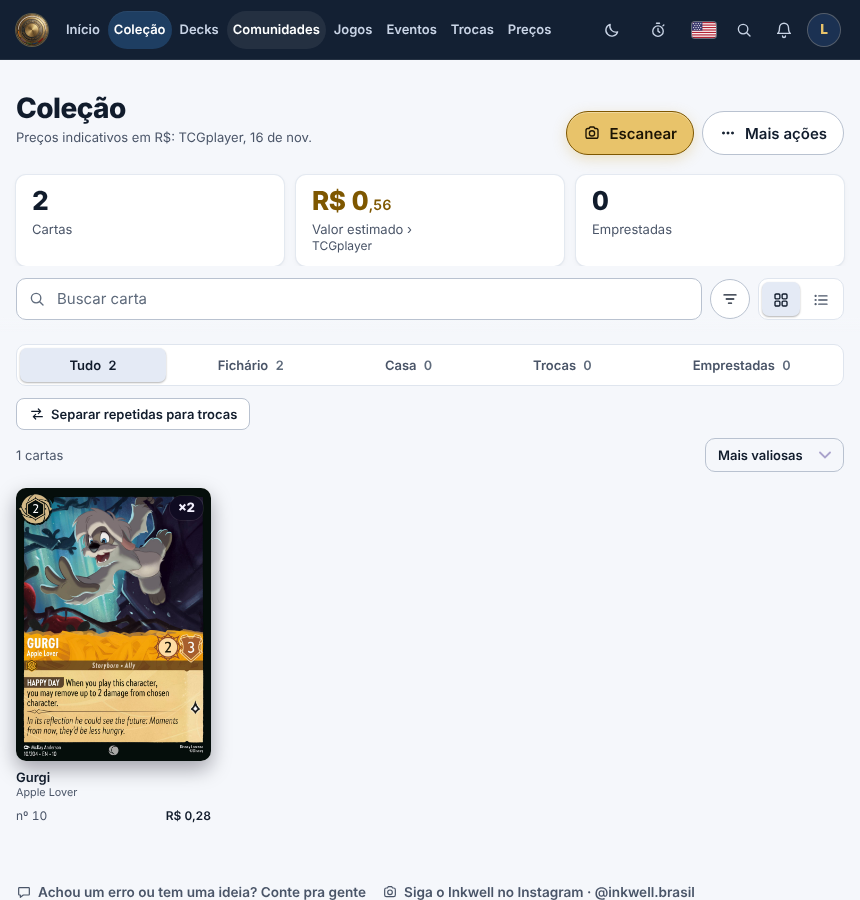 Início Coleção Decks Comunidades Jogos Eventos Trocas Preços L
Coleção
Preços indicativos em R$: TCGplayer, 16 de nov.
Escanear
Mais ações
2
Cartas
R$ 0,56
Valor estimado ›
TCGplayer
0
Emprestadas
Buscar carta
Tudo 2 Fichário 2 Casa 0 Trocas 0 Emprestadas 0
Separar repetidas para trocas
1 cartas
Mais valiosas
2
×2
GURGI
Apple Lover
2 3
Storyborn • Ally
HAPPY DAY When you play this character,
you may remove up to 2 damage from chosen
character.
In its reflection he could see the future: Moments
from now, they'd be less hungry.
10/204 • EN • 10
Gurgi
Apple Lover
nº 10 R$ 0,28
Achou um erro ou tem uma ideia? Conte pra gente
Siga o Inkwell no Instagram · @inkwell.brasil